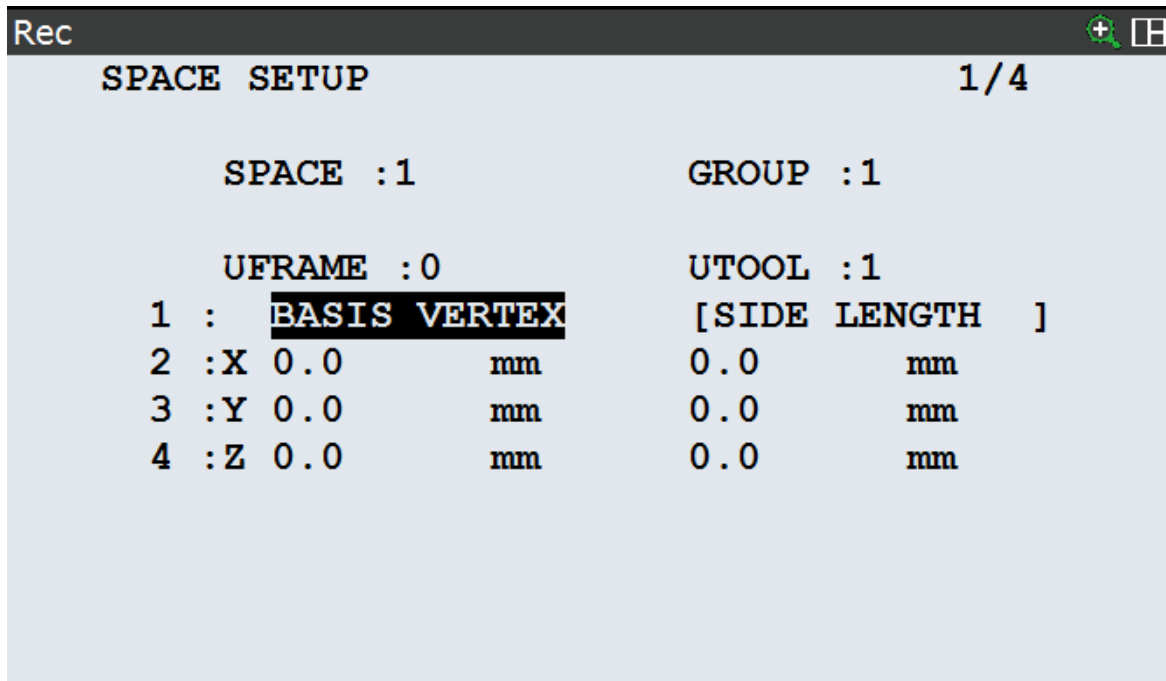 Rec
SPACE SETUP 1/4
SPACE :1 GROUP :1
UFRAME :0 UTOOL :1
1 : BASIS VERTEX [SIDE LENGTH ]
2 :X 0.0 mm 0.0 mm
3 :Y 0.0 mm 0.0 mm
4 :Z 0.0 mm 0.0 mm